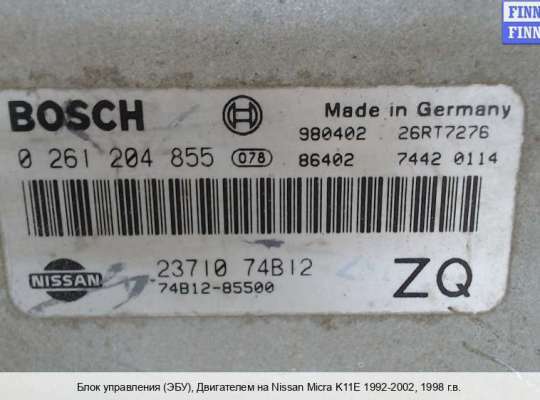 FINN
FINN
BOSCH
Made in Germany
980402 26RT7276
0 261 204 855 078 86402 7442 0114
NISSAN
23710 74B12
74B12-85500
ZQ
Блок управления (ЭБУ), Двигателем на Nissan Micra K11E 1992-2002, 1998 г.в.